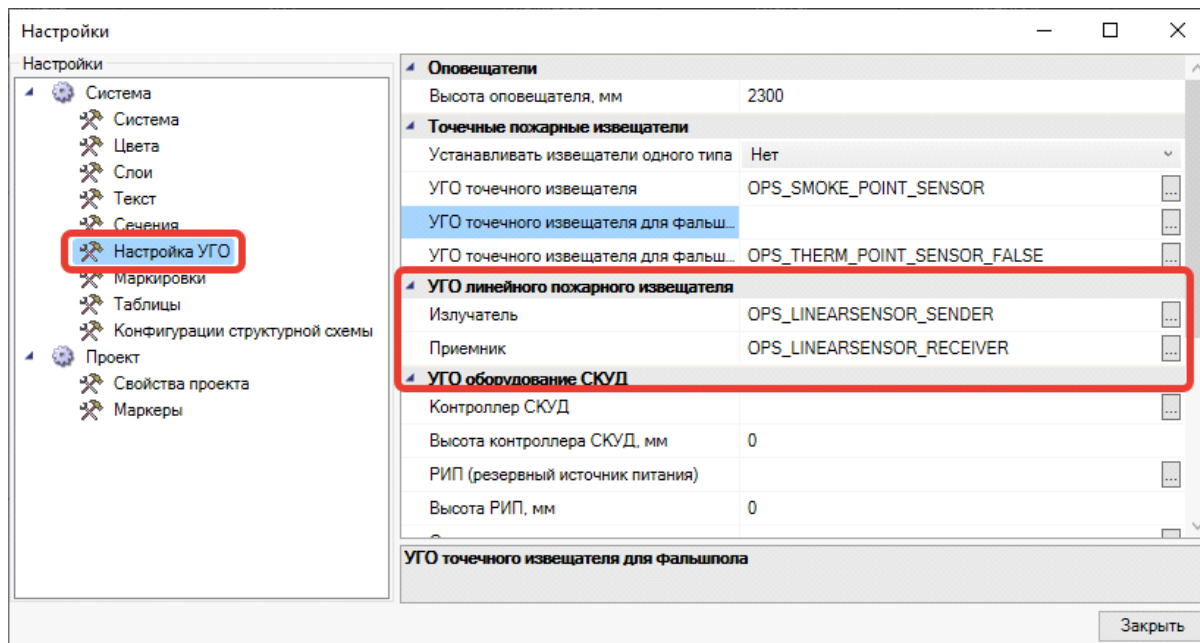 Настройки
Настройки
Система
Система
Цвета
Слои
Текст
Сечения
Настройка УГО
Маркировки
Таблицы
Конфигурации структурной схемы
Проект
Свойства проекта
Маркеры
Оповещатели
Высота оповещателя, мм 2300
Точечные пожарные извещатели
Устанавливать извещатели одного типа Нет
УГО точечного извещателя OPS_SMOKE_POINT_SENSOR ...
УГО точечного извещателя для фальш... ...
УГО точечного извещателя для фальш... OPS_THERM_POINT_SENSOR_FALSE ...
УГО линейного пожарного извещателя
Излучатель OPS_LINEARSENSOR_SENDER ...
Приемник OPS_LINEARSENSOR_RECEIVER ...
УГО оборудование СКУД
Контроллер СКУД ...
Высота контроллера СКУД, мм 0
РИП (резервный источник питания) ...
Высота РИП, мм 0
УГО точечного извещателя для фальшпола
Закрыть